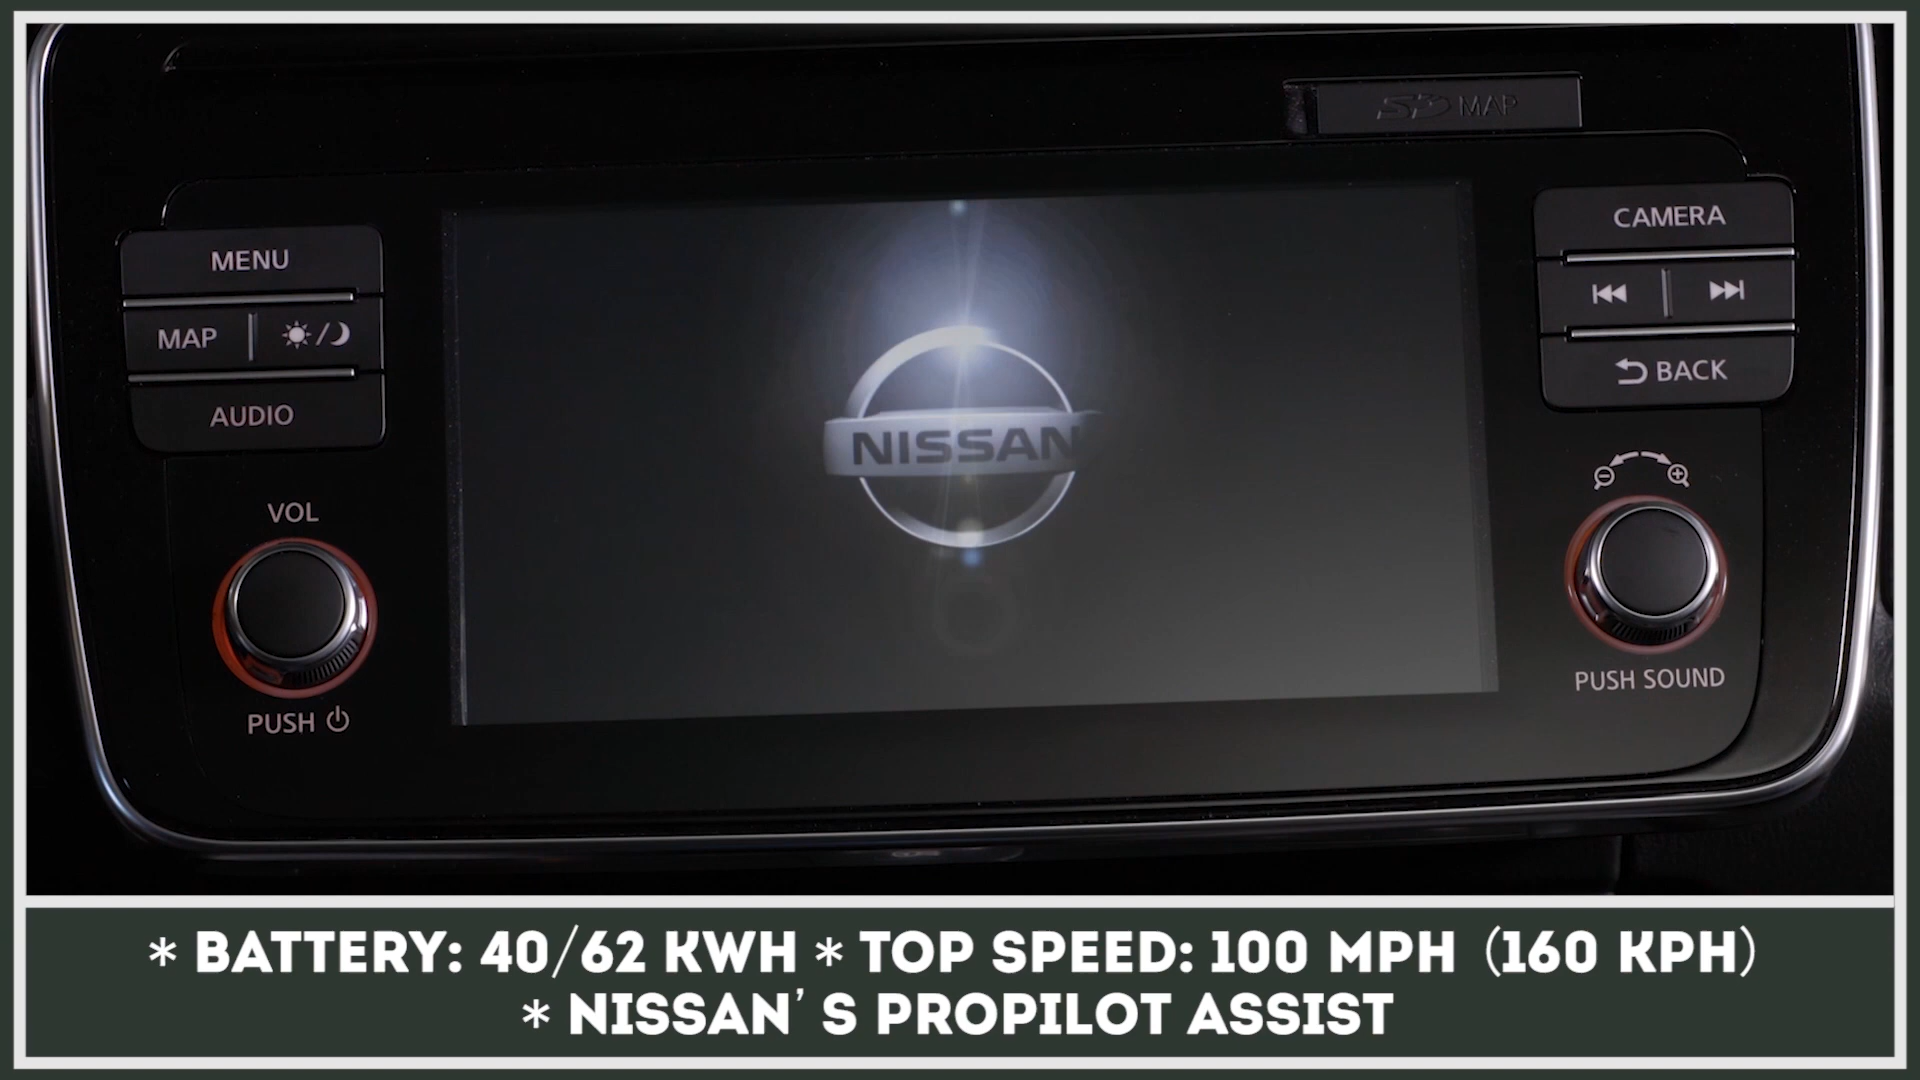 SD MAP
MENU
MAP
AUDIO
VOL
PUSH
NISSAN
CAMERA
BACK
PUSH SOUND
* BATTERY: 40/62 KWH * TOP SPEED: 100 MPH (160 KPH)
* NISSAN'S PROPILOT ASSIST